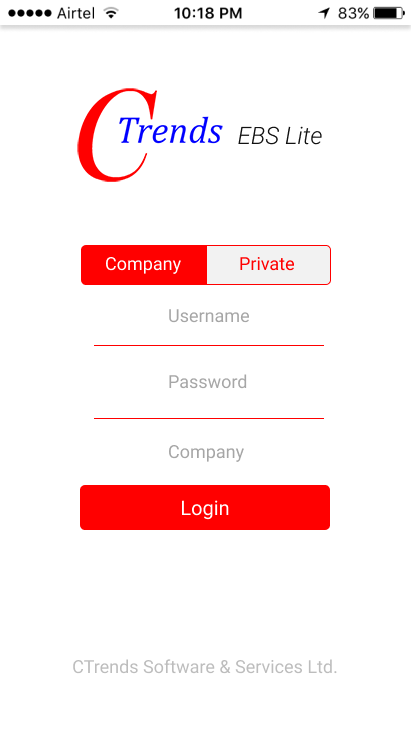 Airtel 10:18 PM 83%
CTrends EBS Lite
Company Private
Username
Password
Company
Login
CTrends Software & Services Ltd.